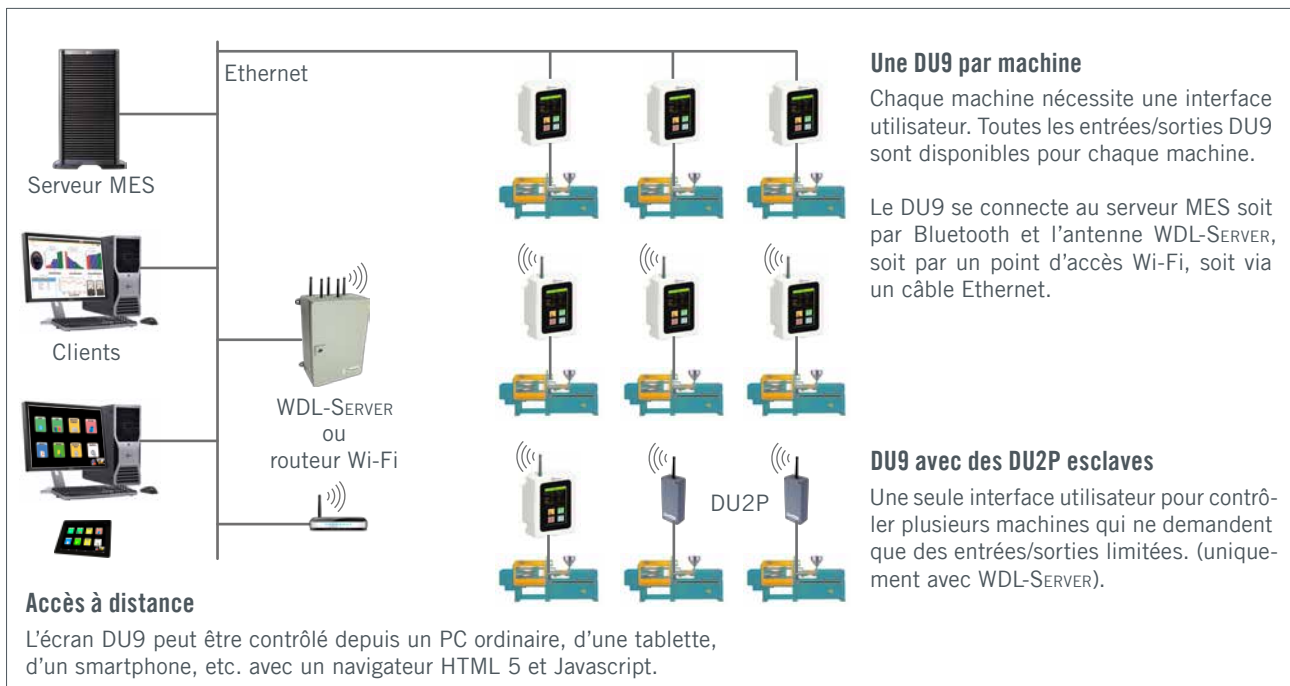 Ethernet
Serveur MES
Clients
WDL-SERVER
ou
routeur Wi-Fi
DU2P
Une DU9 par machine
Chaque machine nécessite une interface
utilisateur. Toutes les entrées/sorties DU9
sont disponibles pour chaque machine.
Le DU9 se connecte au serveur MES soit
par Bluetooth et l'antenne WDL-SERVER,
soit par un point d'accès Wi-Fi, soit via
un câble Ethernet.
DU9 avec des DU2P esclaves
Une seule interface utilisateur pour contrô-
ler plusieurs machines qui ne demandent
que des entrées/sorties limitées. (unique-
ment avec WDL-SERVER).
Accès à distance
L'écran DU9 peut être contrôlé depuis un PC ordinaire, d'une tablette,
d'un smartphone, etc. avec un navigateur HTML 5 et Javascript.